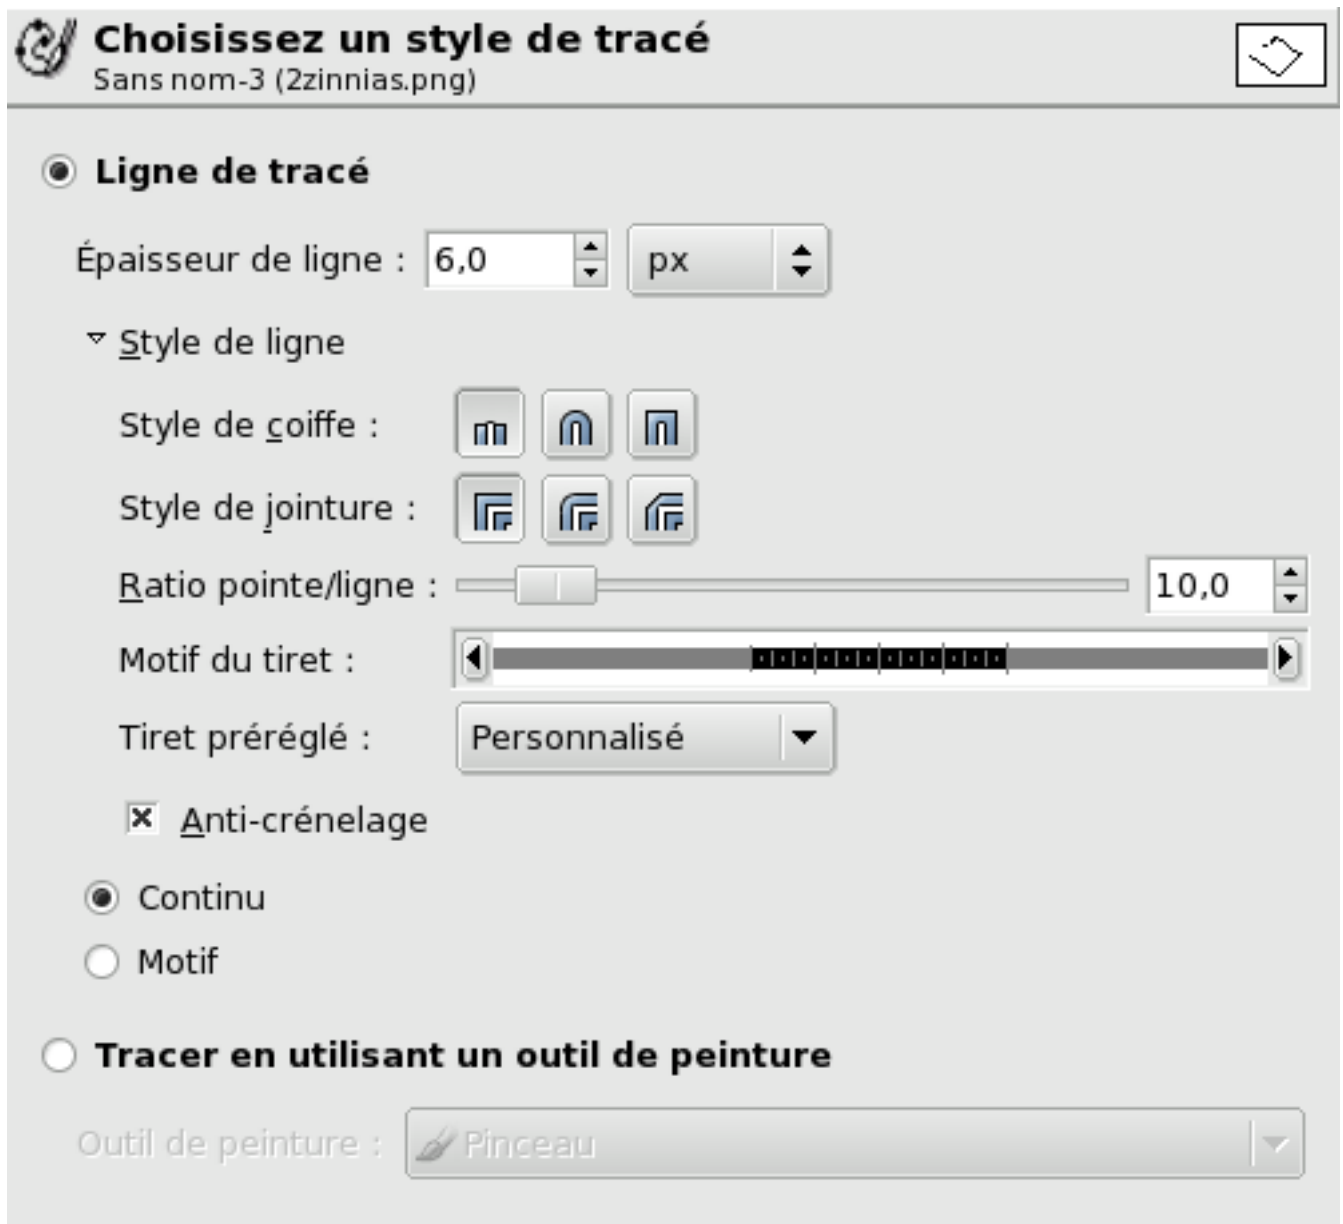 Choisissez un style de tracé
Sans nom-3 (2zinnias.png)
Ligne de tracé
Épaisseur de ligne : 6,0 px
Style de ligne
Style de coiffe :
Style de jointure :
Ratio pointe/ligne : 10,0
Motif du tiret :
Tiret préréglé : Personnalisé
Anti-crénelage
Continu
Motif
Tracer en utilisant un outil de peinture
Outil de peinture : Pinceau